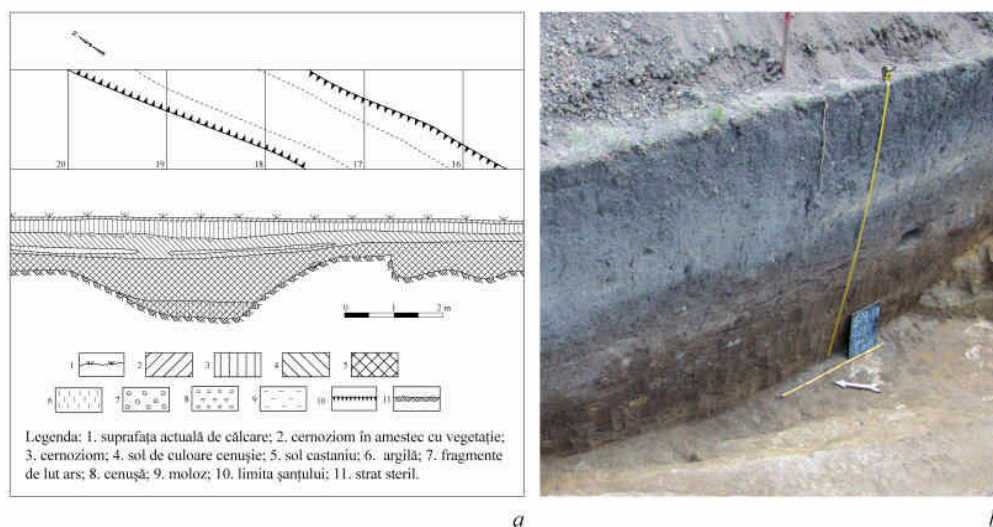 20 19 18 17 16
0 1 2 m
1 2 3 4 5
6 7 8 9 10 11
Legenda: 1. suprafața actuală de călcare; 2. cernoziom în amestec cu vegetație;
3. cernoziom; 4. sol de culoare cenușie; 5. sol castaniu; 6. argilă; 7. fragmente
de lut ars; 8. cenușă; 9. moloz; 10. limita șanțului; 11. strat steril.
a